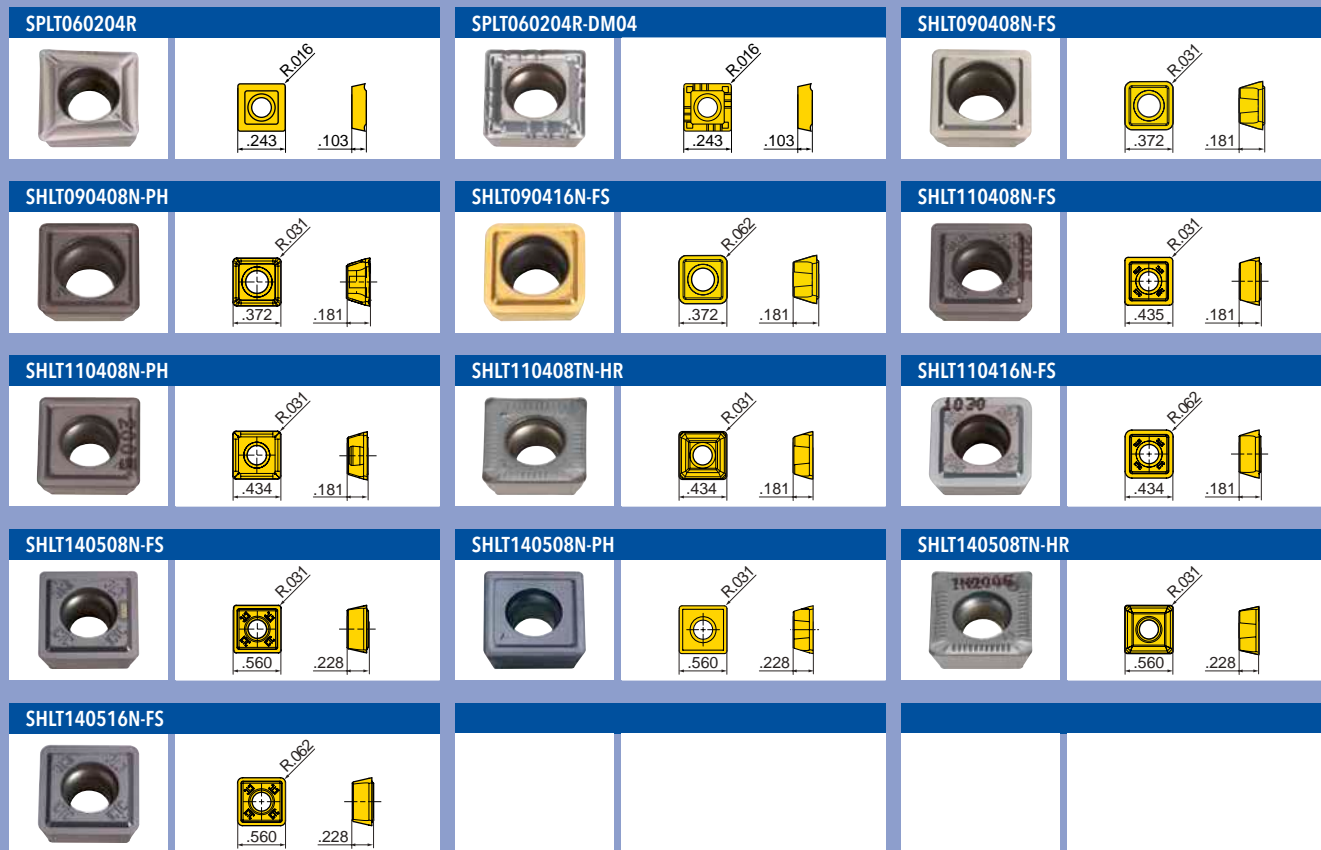 SPLT060204R
R.016
.243
.103
SPLT060204R-DM04
R.016
.243
.103
SHLT090408N-FS
R.031
.372
.181
SHLT090408N-PH
R.031
.372
.181
SHLT090416N-FS
R.062
.372
.181
SHLT110408N-FS
R.031
.435
.181
SHLT110408N-PH
2003
R.031
.434
.181
SHLT110408TN-HR
R.031
.434
.181
SHLT110416N-FS
1030
R.062
.434
.181
SHLT140508N-FS
R.031
.560
.228
SHLT140508N-PH
R.031
.560
.228
SHLT140508TN-HR
IN2005
R.031
.560
.228
SHLT140516N-FS
R.062
.560
.228